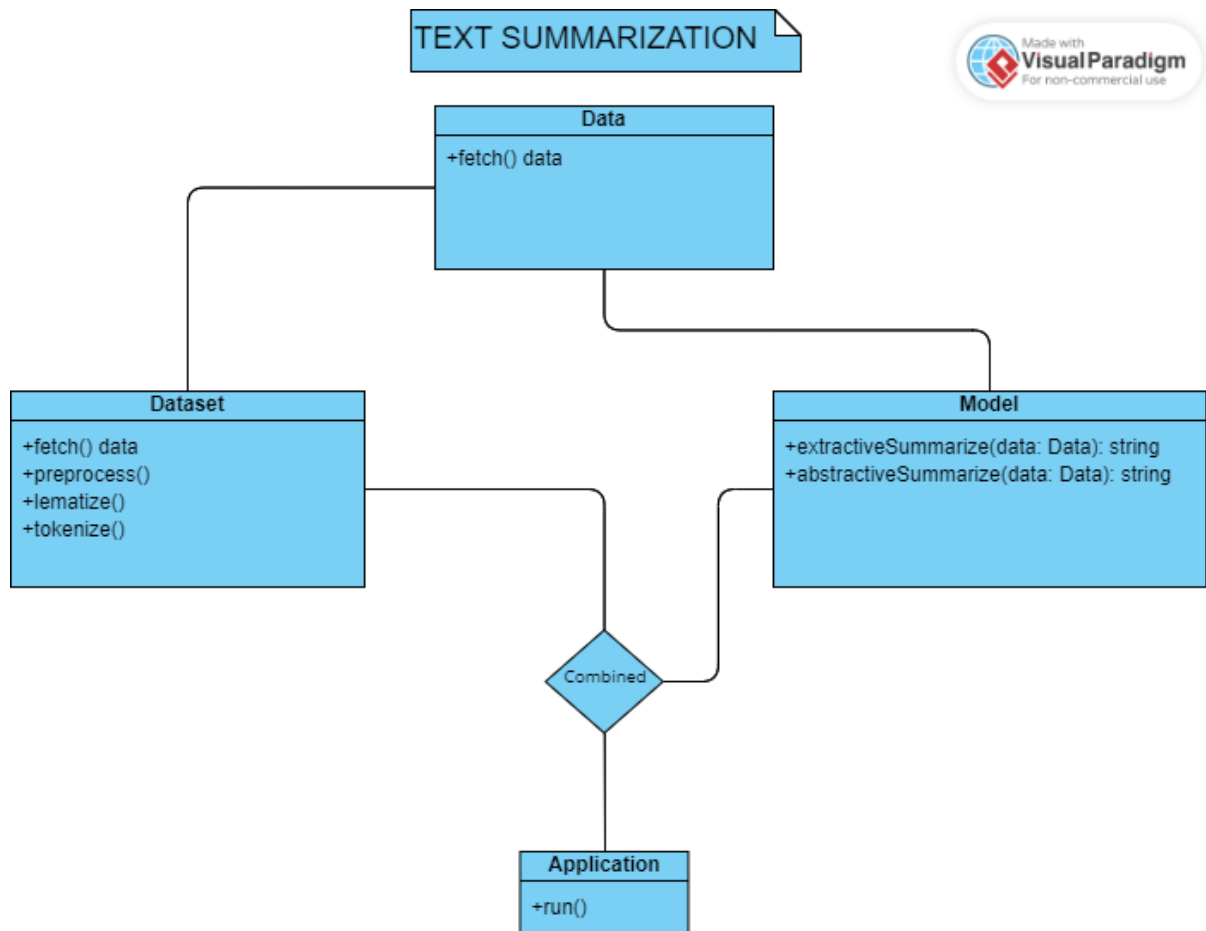 TEXT SUMMARIZATION
Made with
Visual Paradigm
For non-commercial use
Data
+fetch() data
Dataset
+fetch() data
+preprocess()
+lematize()
+tokenize()
Model
+extractiveSummarize(data: Data): string
+abstractiveSummarize(data: Data): string
Combined
Application
+run()